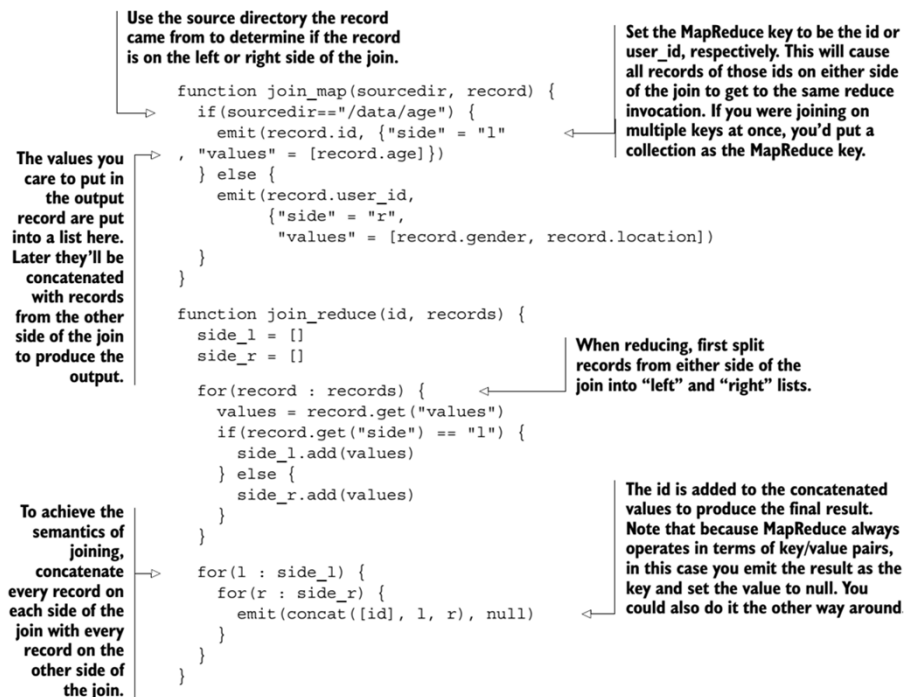 Use the source directory the record
came from to determine if the record
is on the left or right side of the join.
Set the MapReduce key to be the id or
user_id, respectively. This will cause
all records of those ids on either side
of the join to get to the same reduce
invocation. If you were joining on
multiple keys at once, you'd put a
collection as the MapReduce key.
function join_map(sourcedir, record) {
if(sourcedir=="/data/age") {
emit(record.id, {"side" = "l"
, "values" = [record.age]})
} else {
emit(record.user_id,
{"side" = "r",
"values" = [record.gender, record.location])
}
}
The values you
care to put in
the output
record are put
into a list here.
Later they'll be
concatenated
with records
from the other
side of the join
to produce the
output.
function join_reduce(id, records) {
side_l = []
side_r = []
for(record : records) {
values = record.get("values")
if(record.get("side") == "l") {
side_l.add(values)
} else {
side_r.add(values)
}
}
When reducing, first split
records from either side of the
join into “left” and “right” lists.
for(l : side_l) {
for(r : side_r) {
emit(concat([id], l, r), null)
}
}
}
To achieve the
semantics of
joining,
concatenate
every record on
each side of the
join with every
record on the
other side of
the join.
The id is added to the concatenated
values to produce the final result.
Note that because MapReduce always
operates in terms of key/value pairs,
in this case you emit the result as the
key and set the value to null. You
could also do it the other way around.